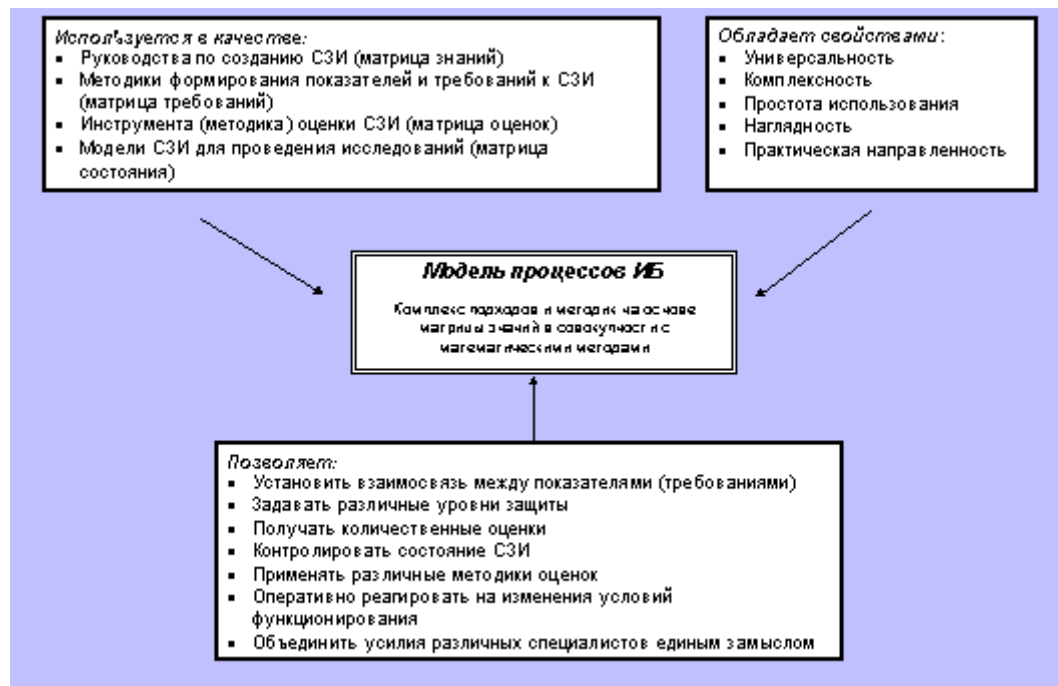 Используется в качестве:
▪ Руководства по созданию СЗИ (матрица знаний)
▪ Методики формирования показателей и требований к СЗИ
(матрица требований)
▪ Инструмента (методика) оценки СЗИ (матрица оценок)
▪ Модели СЗИ для проведения исследований (матрица
состояния)
Обладает свойствами:
▪ Универсальность
▪ Комплексность
▪ Простота использования
▪ Наглядность
▪ Практическая направленность
Модель процессов ИБ
Комплекс подходов и методик на основе
матрицы знаний в совокупности с
математическими методами
Позволяет:
▪ Установить взаимосвязь между показателями (требованиями)
▪ Задавать различные уровни защиты
▪ Получать количественные оценки
▪ Контролировать состояние СЗИ
▪ Применять различные методики оценок
▪ Оперативно реагировать на изменения условий
функционирования
▪ Объединить усилия различных специалистов единым замыслом